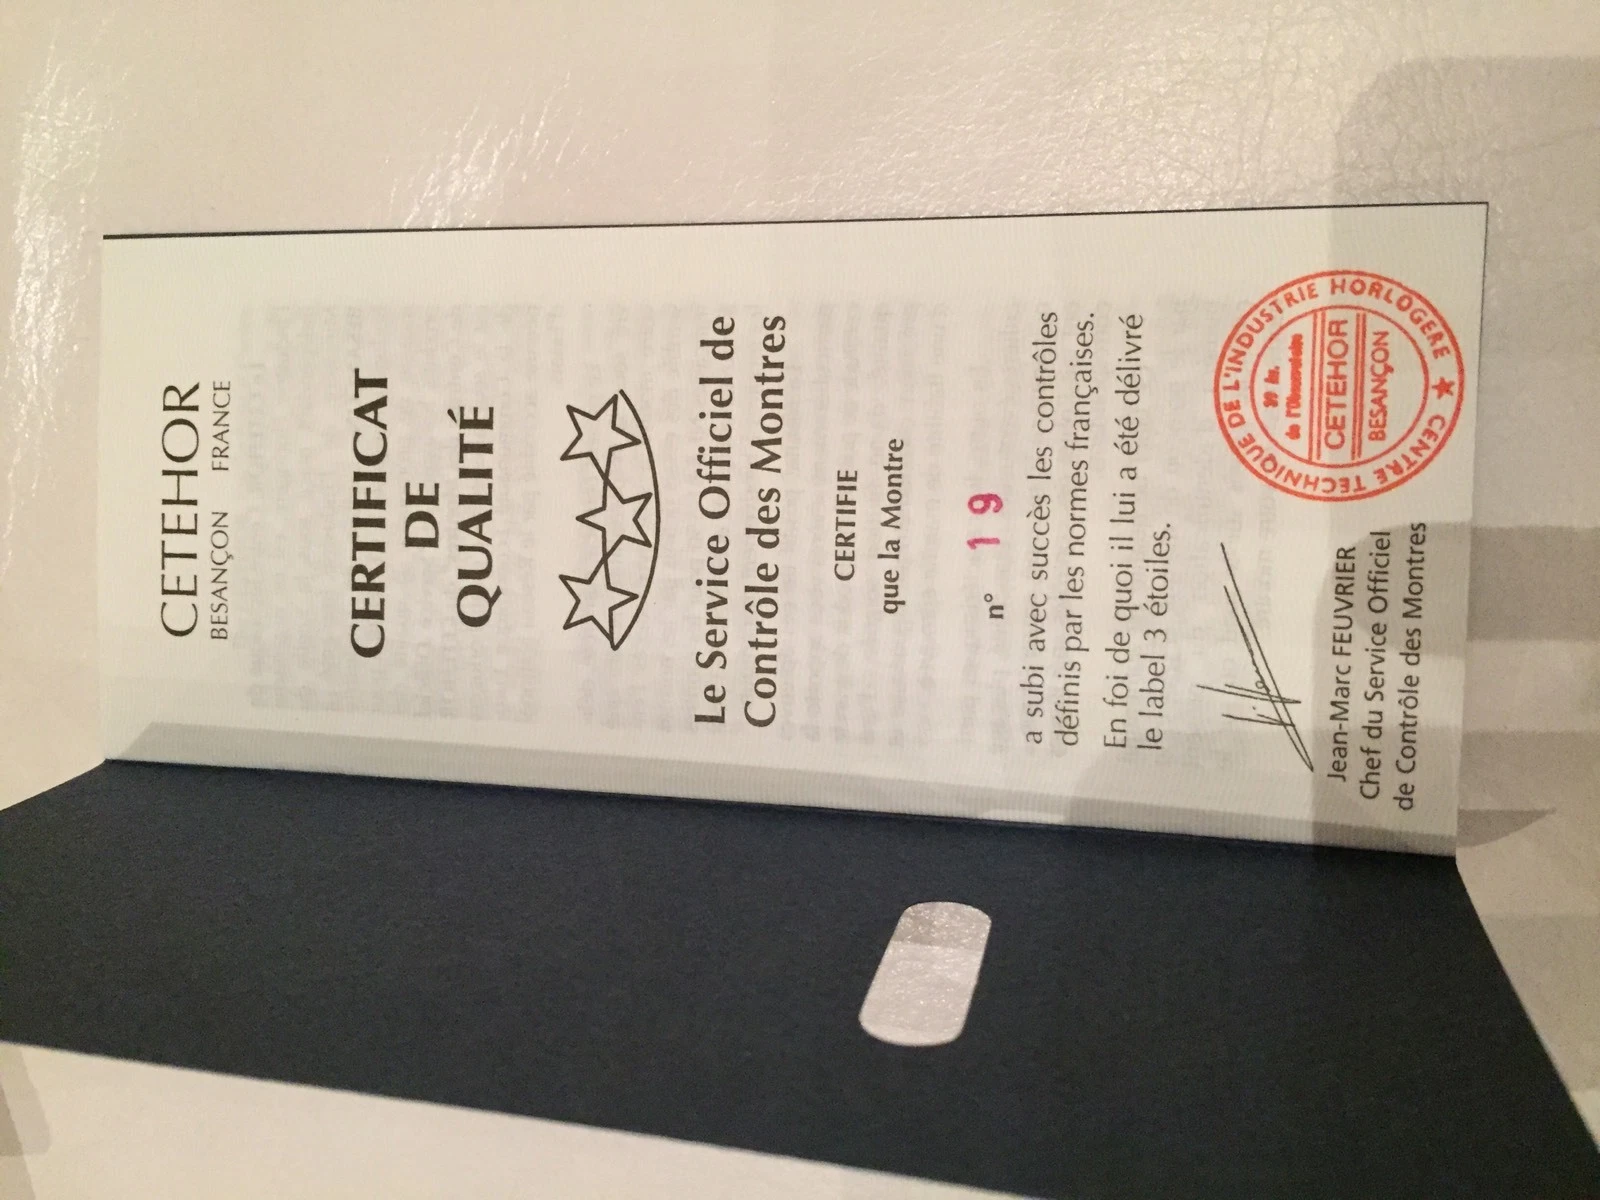 CETEHOR
BESANÇON FRANCE
CERTIFICAT
DE
QUALITÉ
Le Service Officiel de
Contrôle des Montres
CERTIFIE
que la Montre
n° 19
a subi avec succès les contrôles
définis par les normes françaises.
En foi de quoi il lui a été délivré
le label 3 étoiles.
Jean-Marc FEUVRIER
Chef du Service Officiel
de Contrôle des Montres
CENTRE TECHNIQUE DE L'INDUSTRIE HORLOGERE ★
de l'Observatoire
CETEHOR
BESANÇON